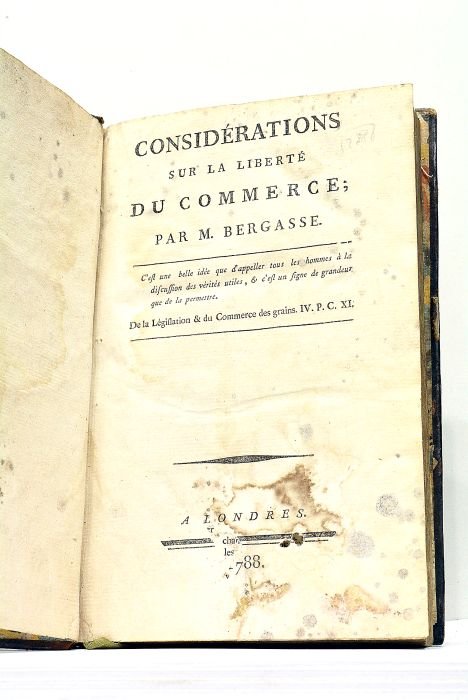 CONSIDÉRATIONS
SUR LA LIBERTÉ
DU COMMERCE;
PAR M. BERGASSE.
C'eſt une belle idée que d'appeller tous les hommes à la
diſcuſſion des vérités utiles, & c'eſt un ſigne de grandeur
que de la permettre.
De la Légiſlation & du Commerce des grains. IV. P. C. XI.
A LONDRES.
les
788.